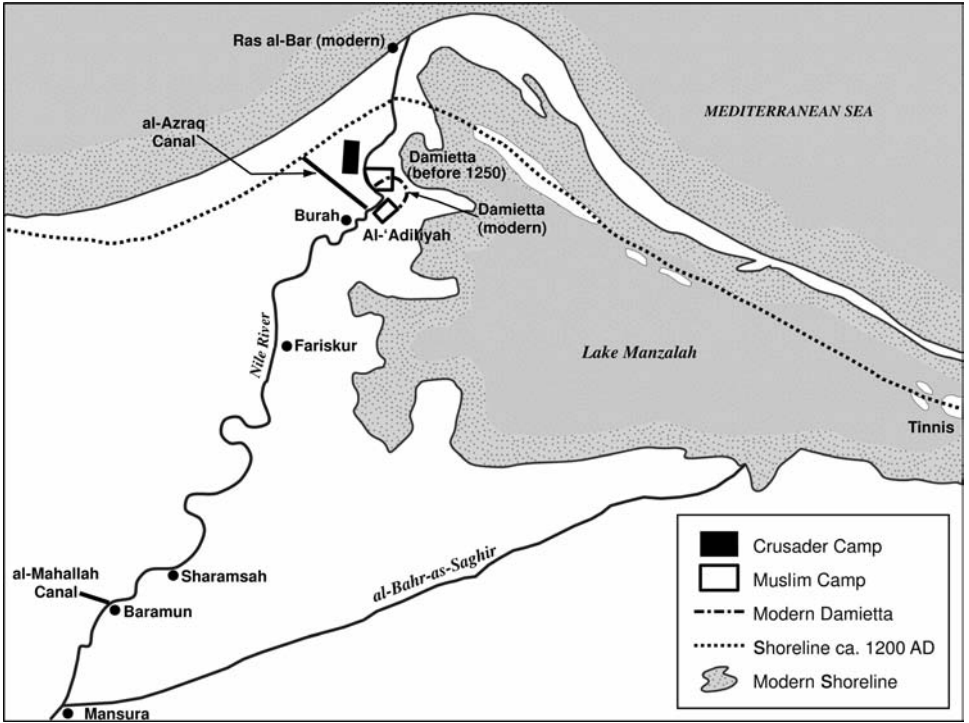 Ras al-Bar (modern)
MEDITERRANEAN SEA
al-Azraq
Canal
Damietta
(before 1250)
Burah
Damietta
(modern)
Al-‘Adiliyah
Nile River
Fariskur
Lake Manzalah
Tinnis
al-Mahallah
Canal
Sharamsah
Baramun
al-Bahr-as-Saghir
Mansura
Crusader Camp
Muslim Camp
Modern Damietta
Shoreline ca. 1200 AD
Modern Shoreline